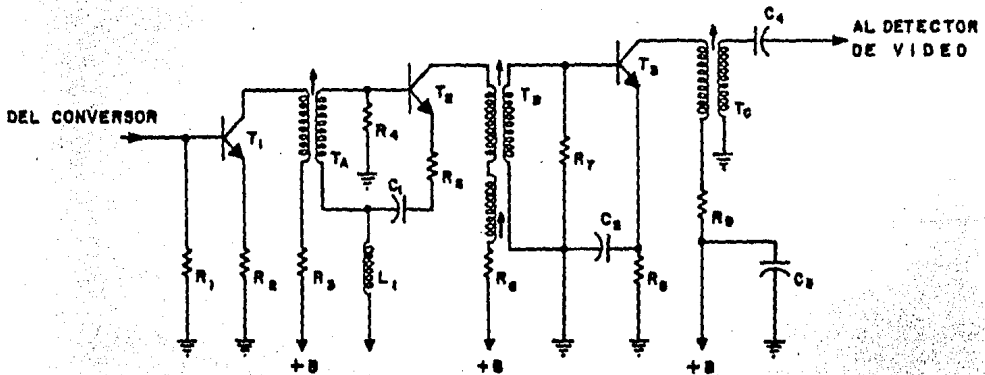 C4
AL DETECTOR
DE VIDEO
T3
T2
TB
DEL CONVERSOR
R4
T1
TC
TA
R7
C1
R5
C2
R9
R1
R2
R3
L1
R6
R8
C3
+B
+B
+B